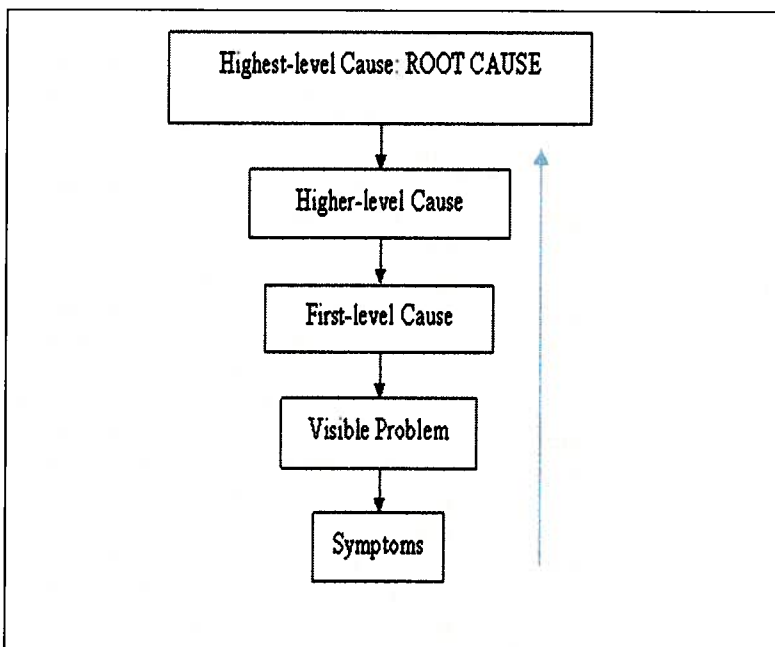 Highest-level Cause: ROOT CAUSE
Higher-level Cause
First-level Cause
Visible Problem
Symptoms